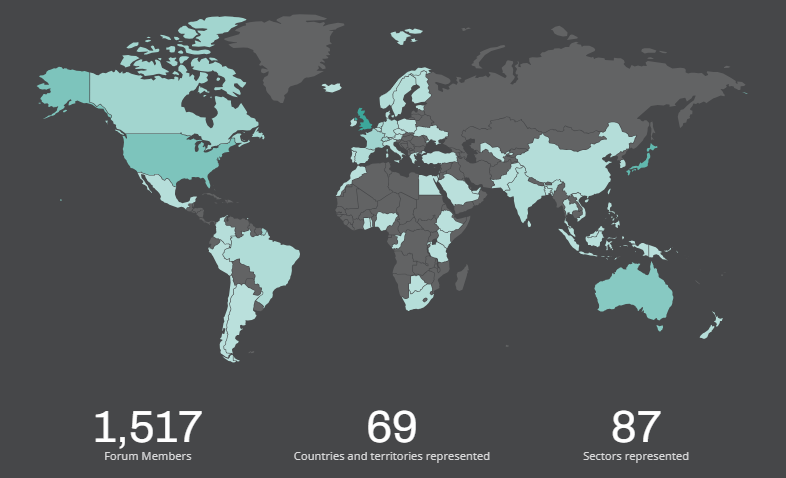 1,517
69
87
Forum Members
Countries and territories represented
Sectors represented